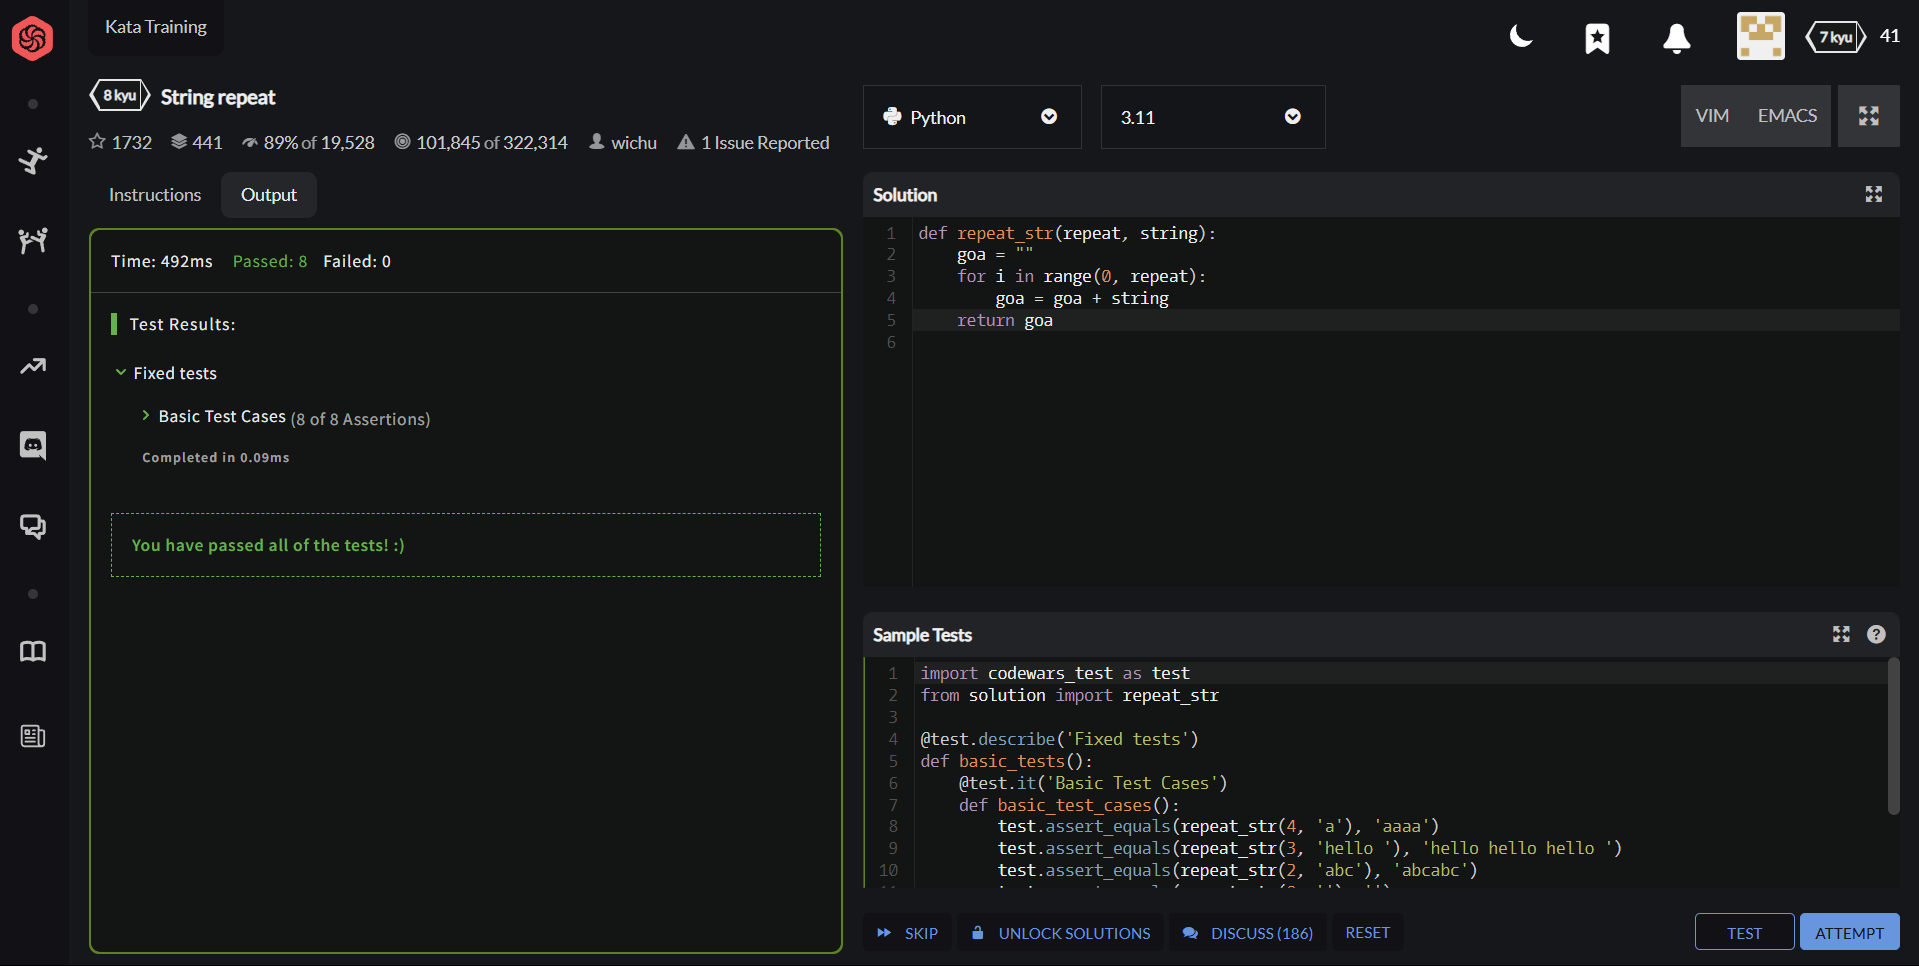 Kata Training
7 kyu 41
8 kyu String repeat
1732 441 89% of 19,528 101,845 of 322,314 wichu 1 Issue Reported
Instructions Output
Time: 492ms Passed: 8 Failed: 0
Test Results:
Fixed tests
Basic Test Cases (8 of 8 Assertions)
Completed in 0.09ms
You have passed all of the tests! :)
Python 3.11 VIM EMACS
Solution
1 def repeat_str(repeat, string):
2     goa = ""
3     for i in range(0, repeat):
4         goa = goa + string
5     return goa
6
Sample Tests
1 import codewars_test as test
2 from solution import repeat_str
3
4 @test.describe('Fixed tests')
5 def basic_tests():
6     @test.it('Basic Test Cases')
7     def basic_test_cases():
8         test.assert_equals(repeat_str(4, 'a'), 'aaaa')
9         test.assert_equals(repeat_str(3, 'hello '), 'hello hello hello ')
10         test.assert_equals(repeat_str(2, 'abc'), 'abcabc')
SKIP UNLOCK SOLUTIONS DISCUSS (186) RESET TEST ATTEMPT